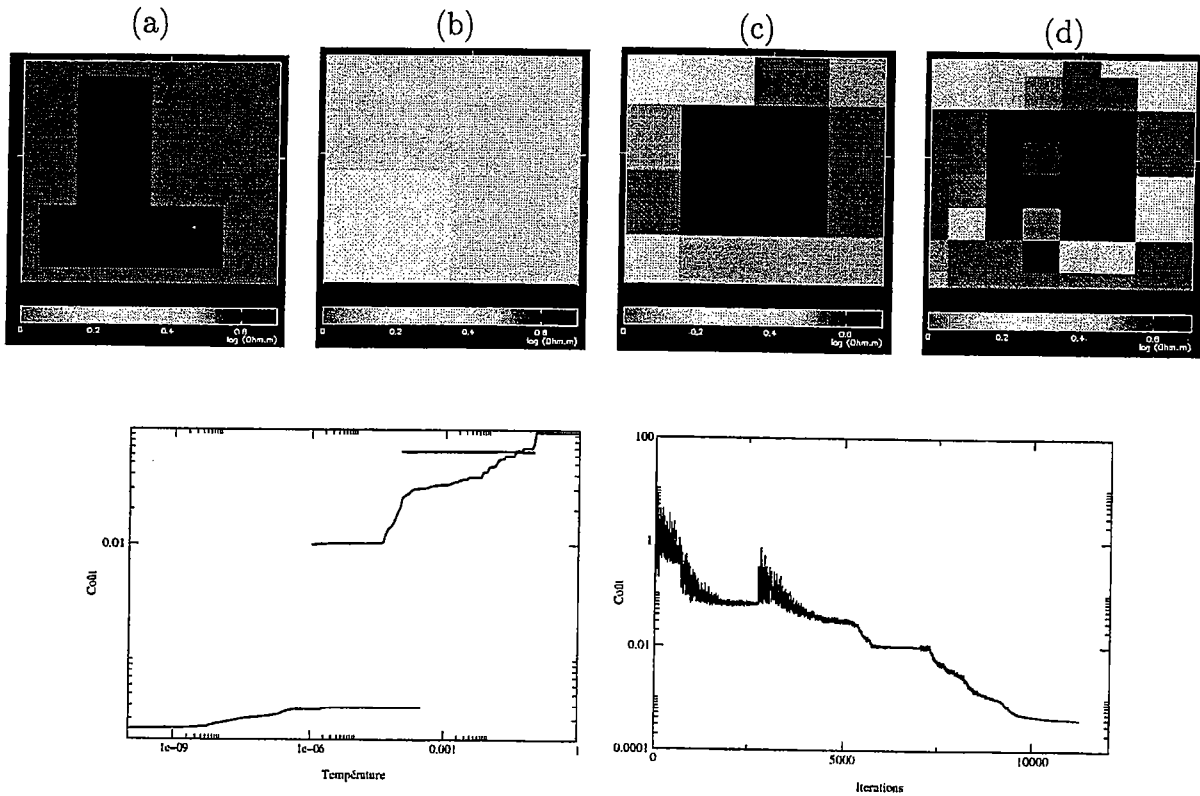 (a) (b) (c) (d)
0 0.2 0.4 0.6
log (Ohm.m)
0 0.2 0.4 0.6
log (Ohm.m)
0 0.2 0.4 0.6
log (Ohm.m)
0 0.2 0.4 0.6
log (Ohm.m)
0.01
Coût
1e-09 1e-06 0.001 1
Température
100
1
0.01
0.0001
Coût
5000 10000
Iterations